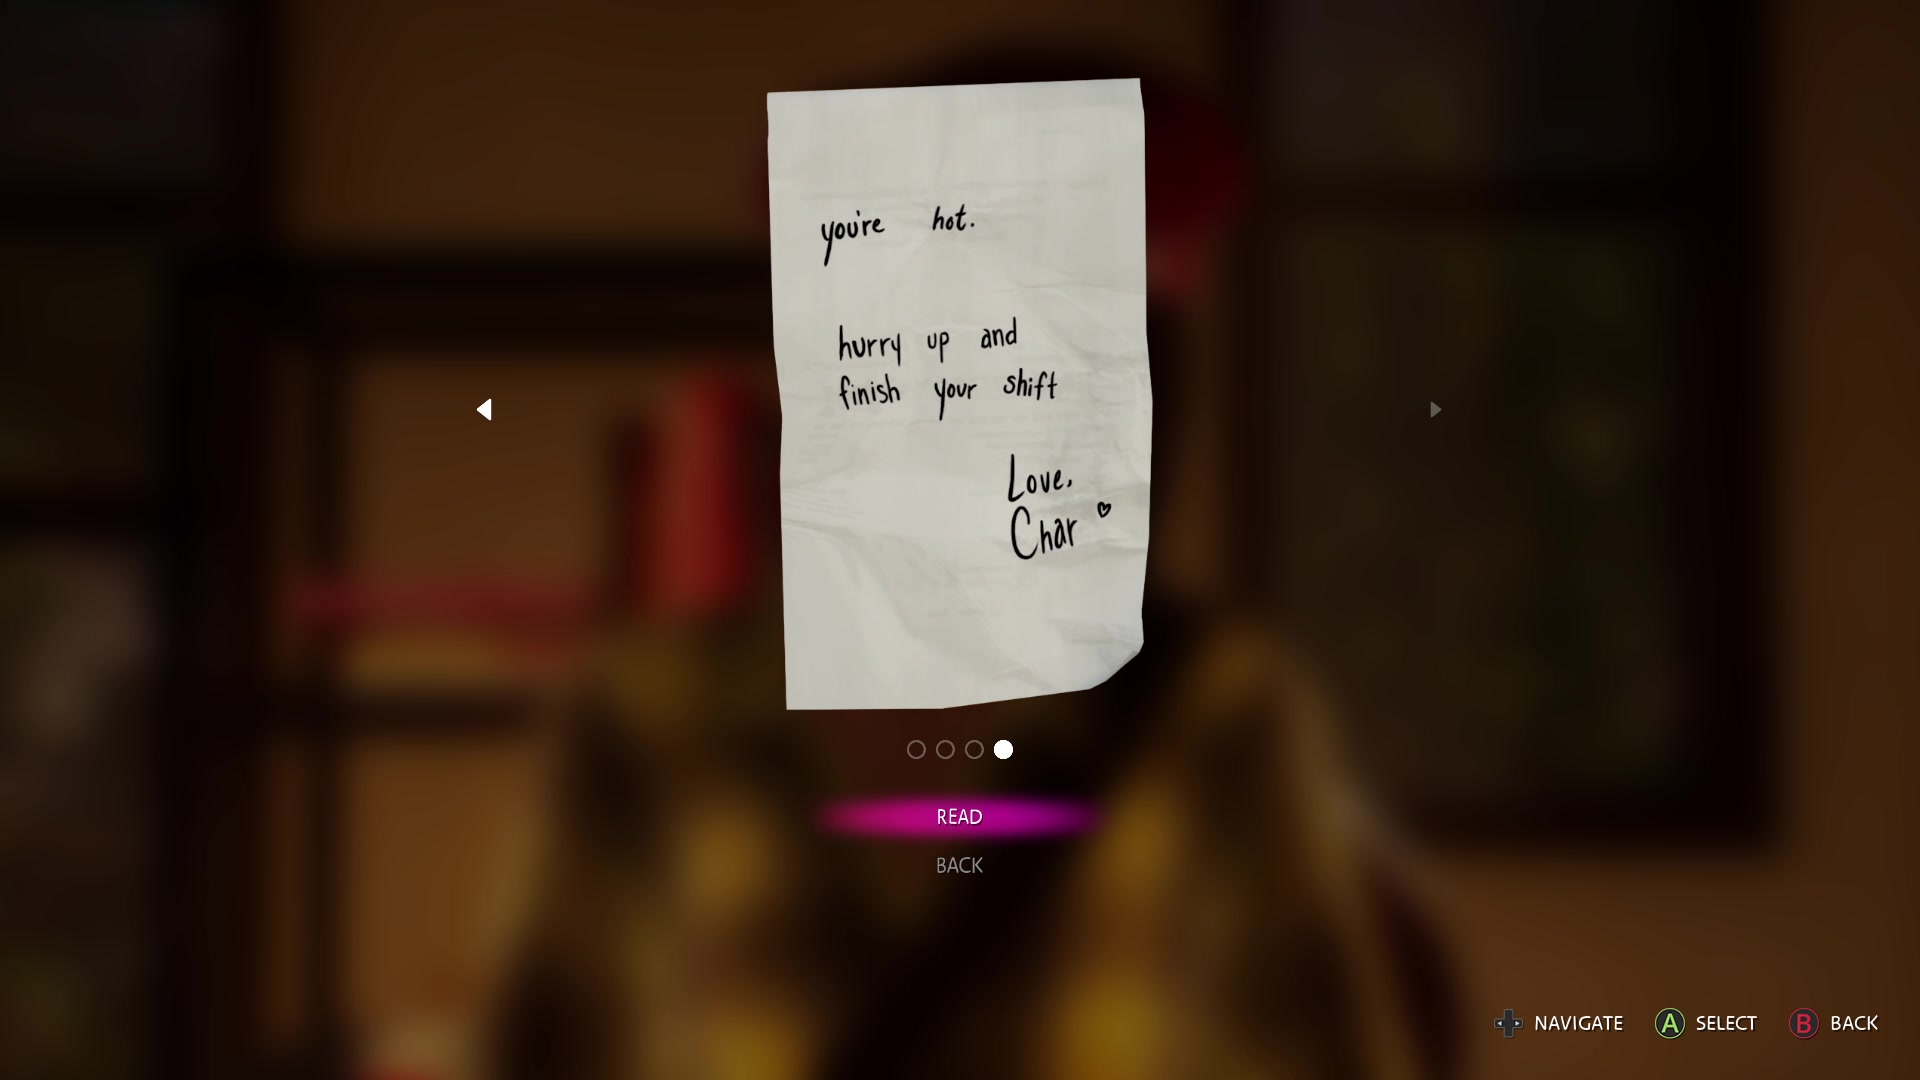 you're hot.
hurry up and
finish your shift
Love,
Char
READ
BACK
NAVIGATE
A SELECT
B BACK